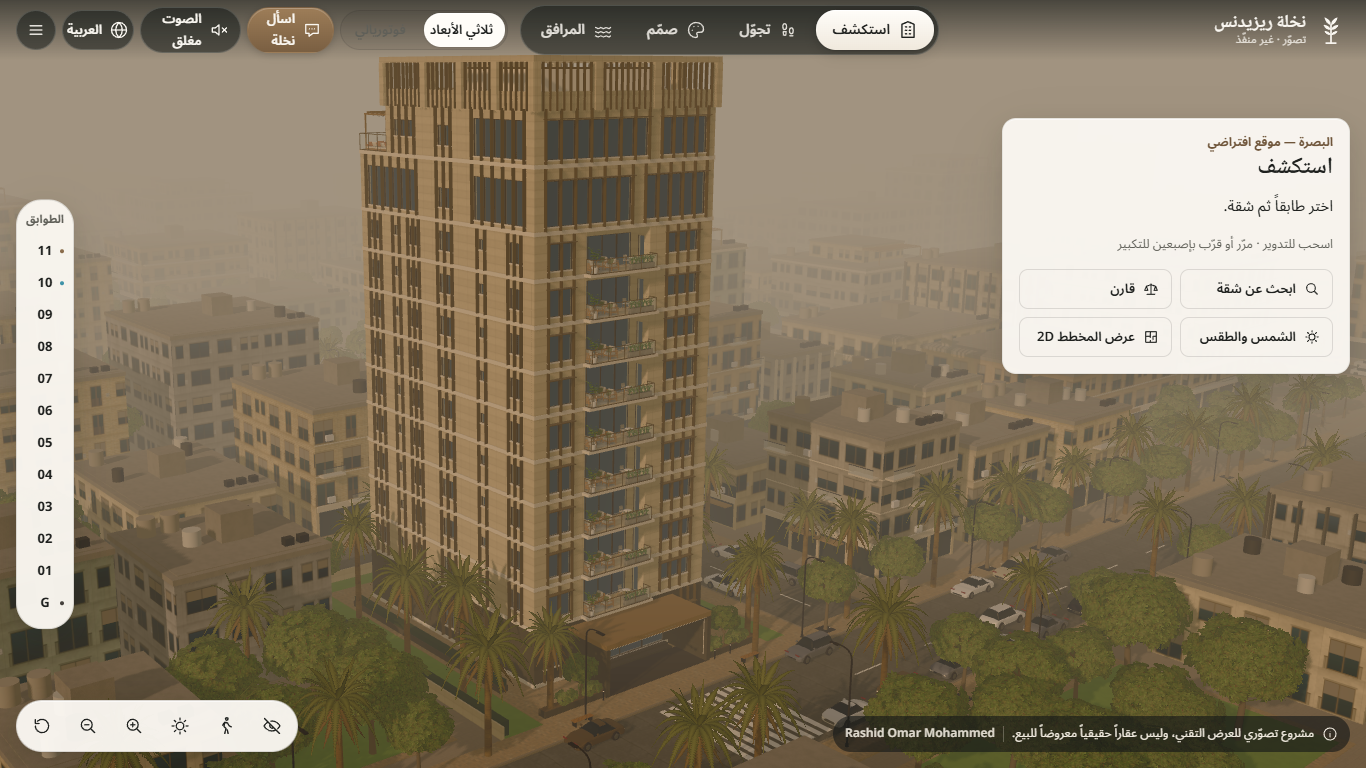 نخلة ريزيدنس
تصوّر · غير منفّذ
استكشف
تجوّل
صمّم
المرافق
ثلاثي الأبعاد
فوتوريالي
اسأل
نخلة
الصوت
مغلق
العربية
البصرة — موقع افتراضي
استكشف
اختر طابقاً ثم شقة.
اسحب للتدوير · مرّر أو قرّب بإصبعين للتكبير
ابحث عن شقة
قارن
الشمس والطقس
عرض المخطط 2D
الطوابق
11
10
09
08
07
06
05
04
03
02
01
G
مشروع تصوّري للعرض التقني، وليس عقاراً حقيقياً معروضاً للبيع.
Rashid Omar Mohammed